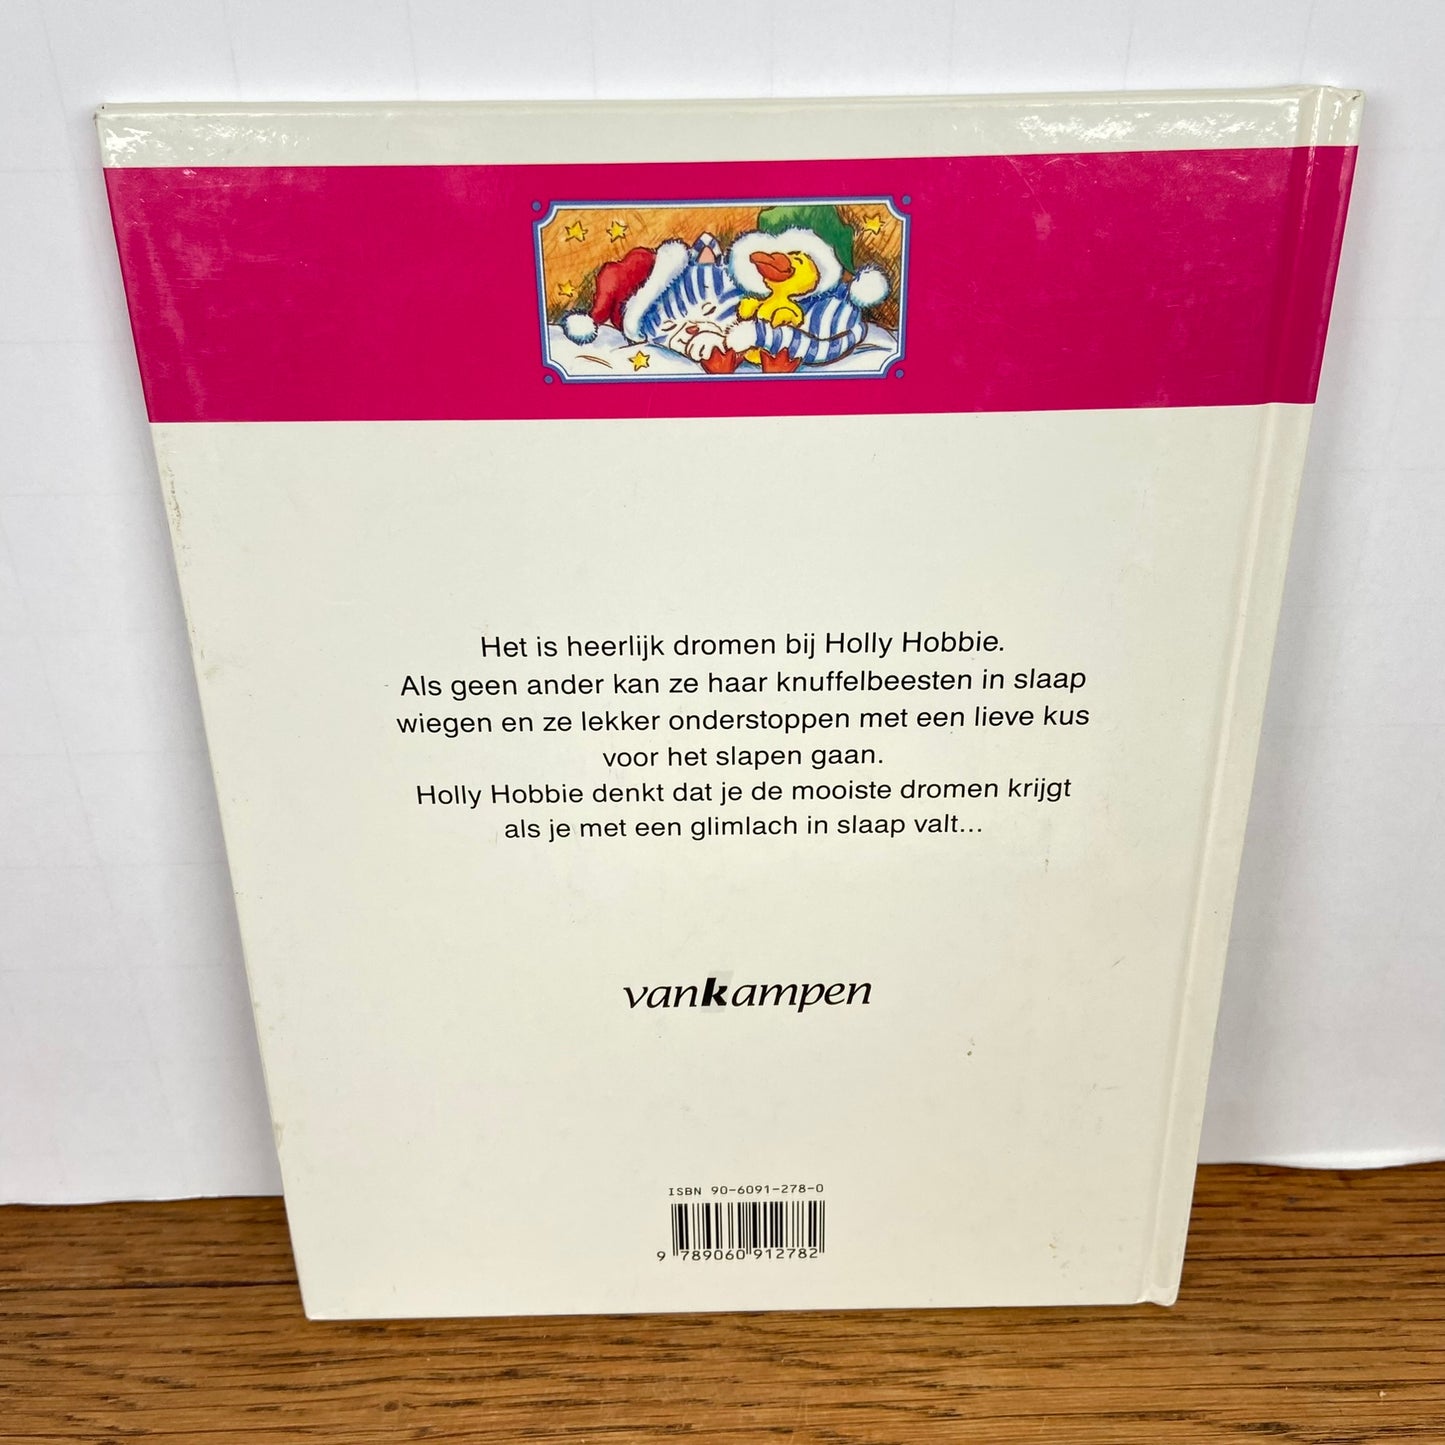 Het is heerlijk dromen bij Holly Hobbie.
Als geen ander kan ze haar knuffelbeesten in slaap
wiegen en ze lekker onderstoppen met een lieve kus
voor het slapen gaan.
Holly Hobbie denkt dat je de mooiste dromen krijgt
als je met een glimlach in slaap valt...
vankampen
ISBN 90-6091-278-0
9 789060 912782